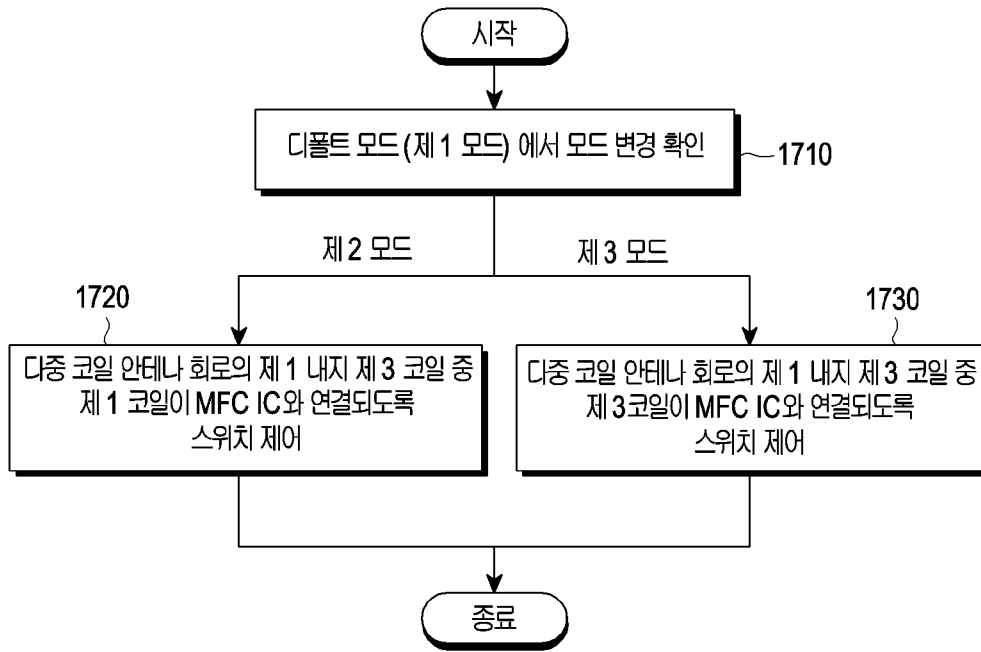 시작
디폴트 모드(제 1 모드) 에서 모드 변경 확인
1710
제 2 모드
제 3 모드
1720
1730
다중 코일 안테나 회로의 제 1 내지 제 3 코일 중
제 1 코일이 MFC IC와 연결되도록
스위치 제어
다중 코일 안테나 회로의 제 1 내지 제 3 코일 중
제 3코일이 MFC IC와 연결되도록
스위치 제어
종료